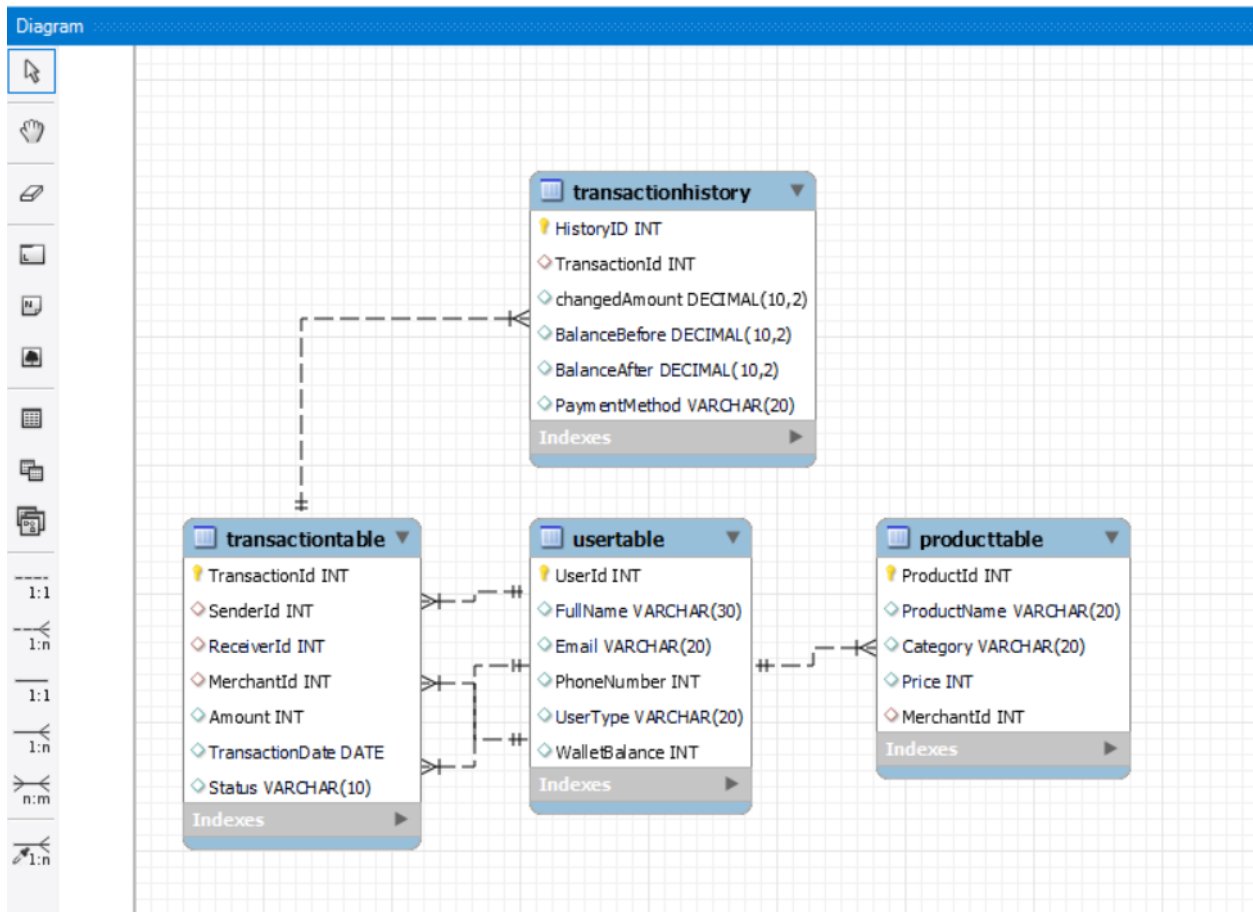 Diagram
1:1
1:n
1:1
1:n
n:m
1:n
transactionhistory
HistoryID INT
TransactionId INT
changedAmount DECIMAL(10,2)
BalanceBefore DECIMAL(10,2)
BalanceAfter DECIMAL(10,2)
PaymentMethod VARCHAR(20)
Indexes
transactiontable
TransactionId INT
SenderId INT
ReceiverId INT
MerchantId INT
Amount INT
TransactionDate DATE
Status VARCHAR(10)
Indexes
usertable
UserId INT
FullName VARCHAR(30)
Email VARCHAR(20)
PhoneNumber INT
UserType VARCHAR(20)
WalletBalance INT
Indexes
producttable
ProductId INT
ProductName VARCHAR(20)
Category VARCHAR(20)
Price INT
MerchantId INT
Indexes